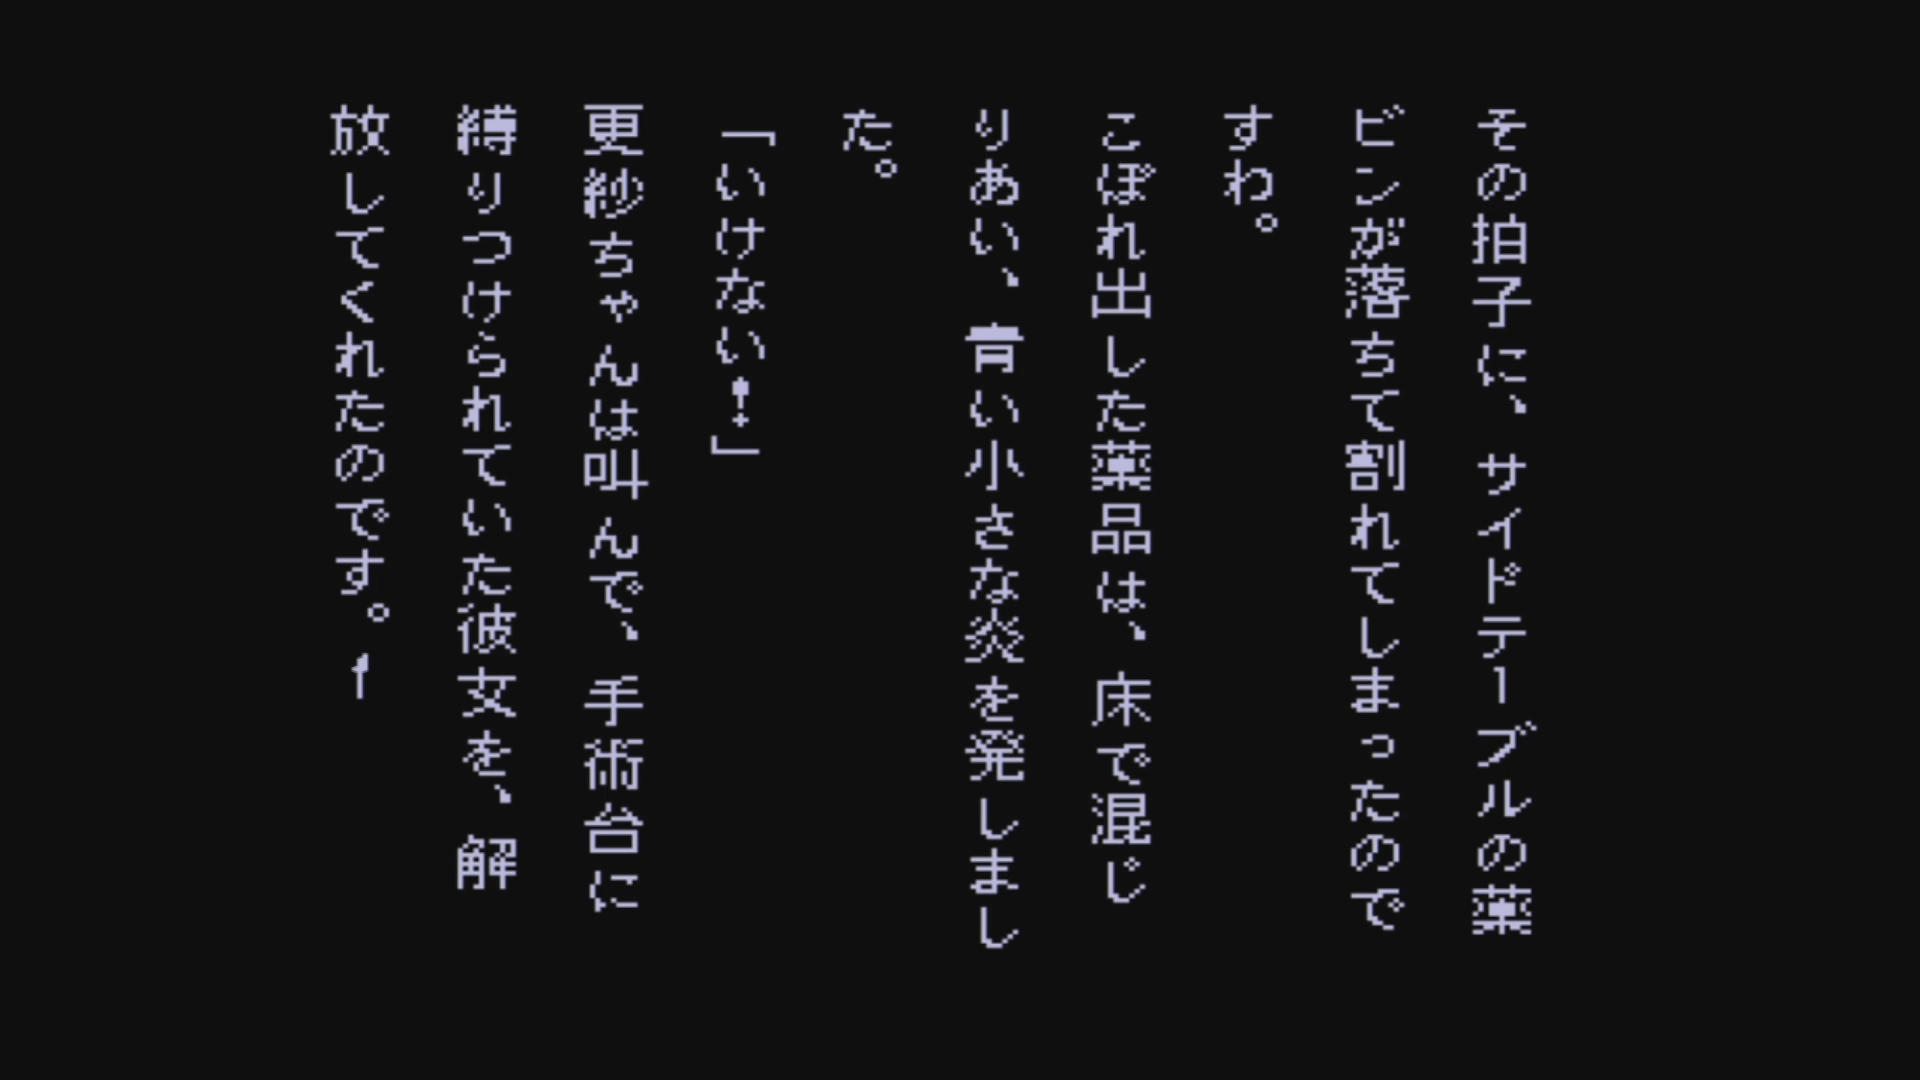 その拍子に、サイドテーブルの薬
ビンが落ちて割れてしまったので
すわ。
こぼれ出した薬品は、床で混じ
りあい、青い小さな炎を発しまし
た。
「いけない！」
更紗ちゃんは叫んで、手術台に
縛りつけられていた彼女を、解
放してくれたのです。